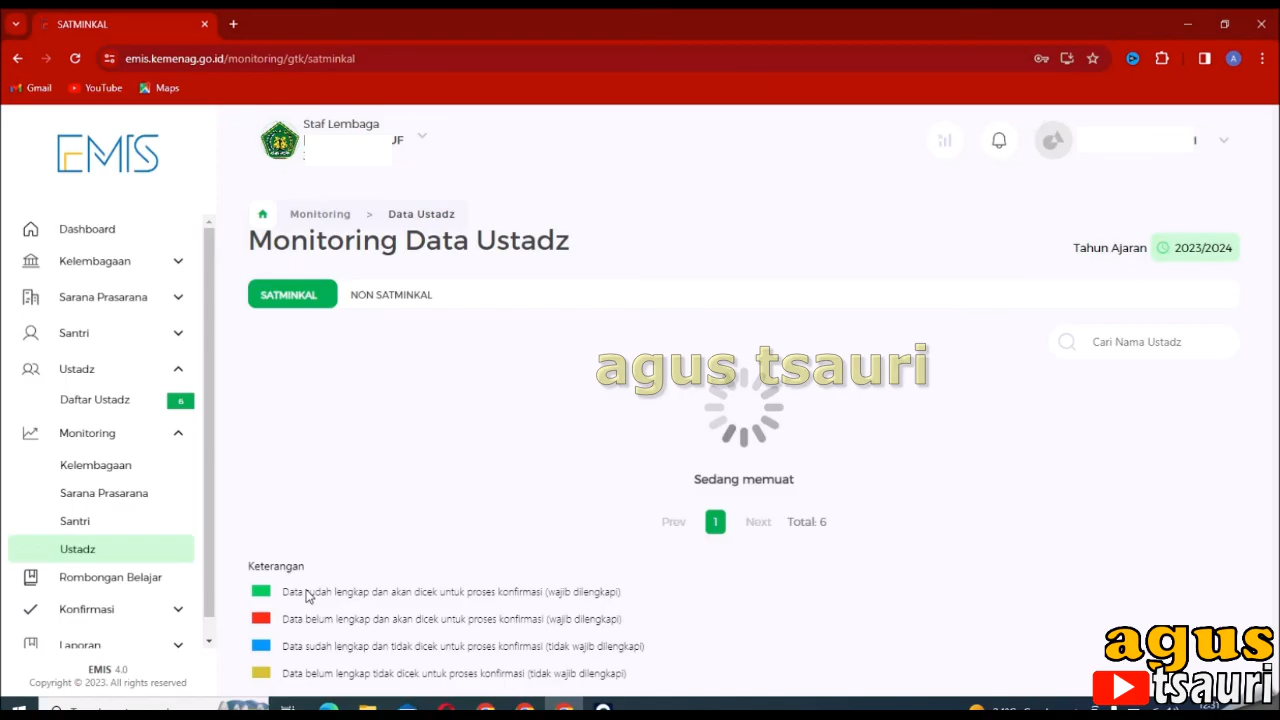 SATMINKAL
emis.kemenag.go.id/monitoring/gtk/satminkal
Gmail
YouTube
Maps
A
EMIS
Staf Lembaga
UF
Dashboard
Kelembagaan
Sarana Prasarana
Santri
Ustadz
Daftar Ustadz
6
Monitoring
Kelembagaan
Sarana Prasarana
Santri
Ustadz
Rombongan Belajar
Konfirmasi
Laporan
EMIS 4.0
Copyright © 2023. All rights reserved
Monitoring > Data Ustadz
Monitoring Data Ustadz
Tahun Ajaran 2023/2024
SATMINKAL NON SATMINKAL
Cari Nama Ustadz
agus tsauri
Sedang memuat
Prev 1 Next Total: 6
Keterangan
Data sudah lengkap dan akan dicek untuk proses konfirmasi (wajib dilengkapi)
Data belum lengkap dan akan dicek untuk proses konfirmasi (wajib dilengkapi)
Data sudah lengkap dan tidak dicek untuk proses konfirmasi (tidak wajib dilengkapi)
Data belum lengkap tidak dicek untuk proses konfirmasi (tidak wajib dilengkapi)
agus
tsauri